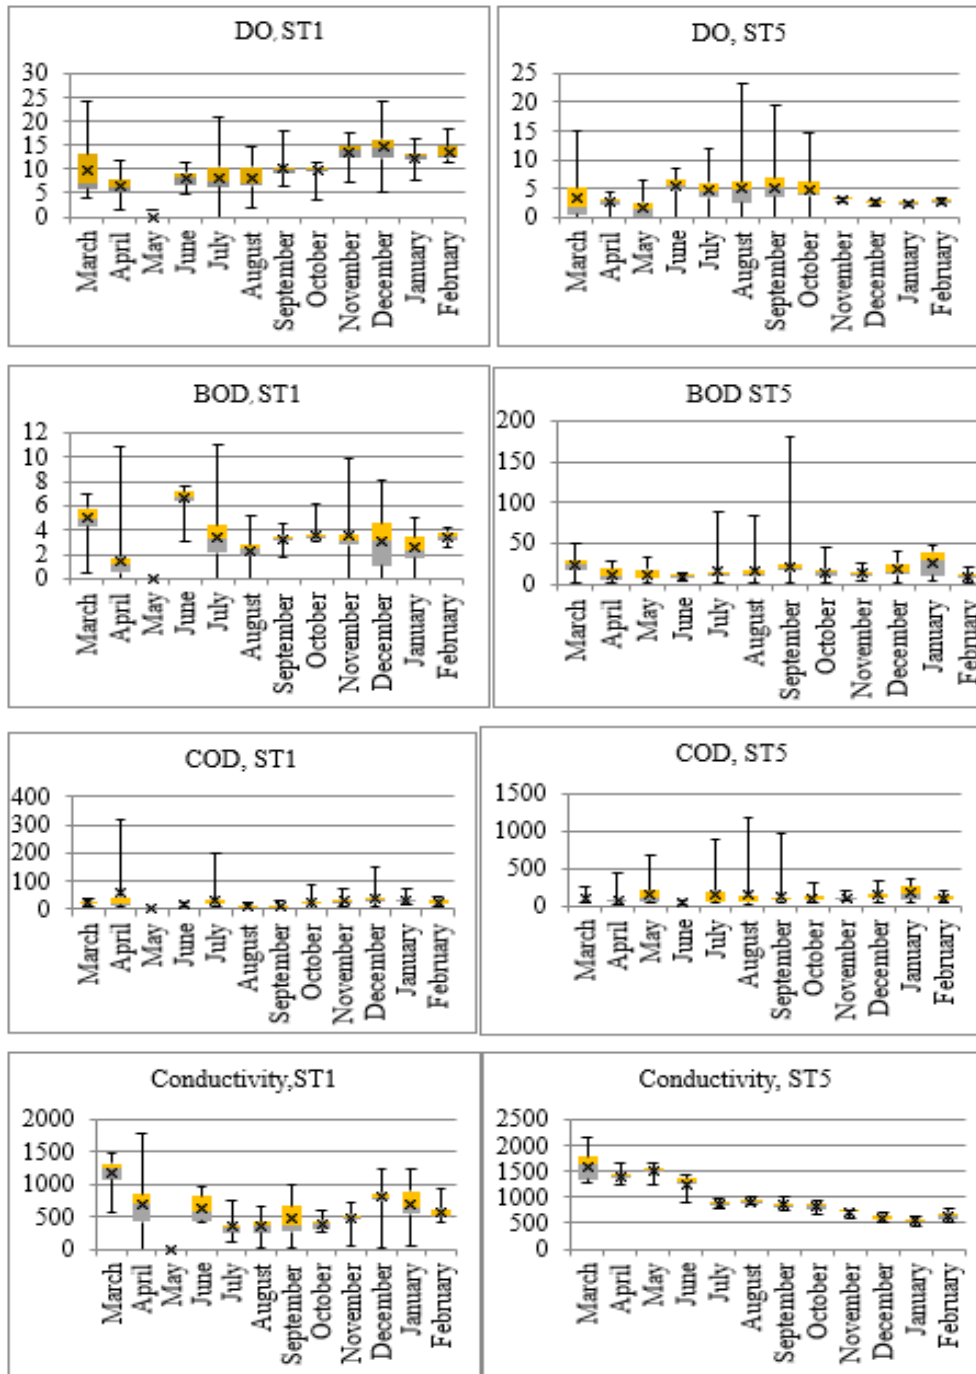 DO, ST1
30
25
20
15
10
5
0
March
April
May
June
July
August
September
October
November
December
January
February
DO, ST5
25
20
15
10
5
0
March
April
May
June
July
August
September
October
November
December
January
February
BOD, ST1
12
10
8
6
4
2
0
March
April
May
June
July
August
September
October
November
December
January
February
BOD ST5
200
150
100
50
0
March
April
May
June
July
August
September
October
November
December
January
February
COD, ST1
400
300
200
100
0
March
April
May
June
July
August
September
October
November
December
January
February
COD, ST5
1500
1000
500
0
March
April
May
June
July
August
September
October
November
December
January
February
Conductivity,ST1
2000
1500
1000
500
0
March
April
May
June
July
August
September
October
November
December
January
February
Conductivity, ST5
2500
2000
1500
1000
500
0
March
April
May
June
July
August
September
October
November
December
January
February